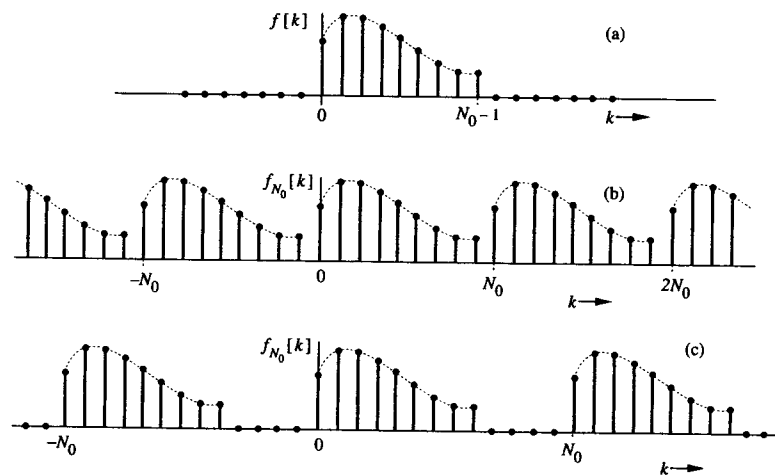 f[k]
(a)
0
N₀-1
k
f_N₀[k]
(b)
-N₀
0
N₀
2N₀
k
f_N₀[k]
(c)
-N₀
0
N₀
k